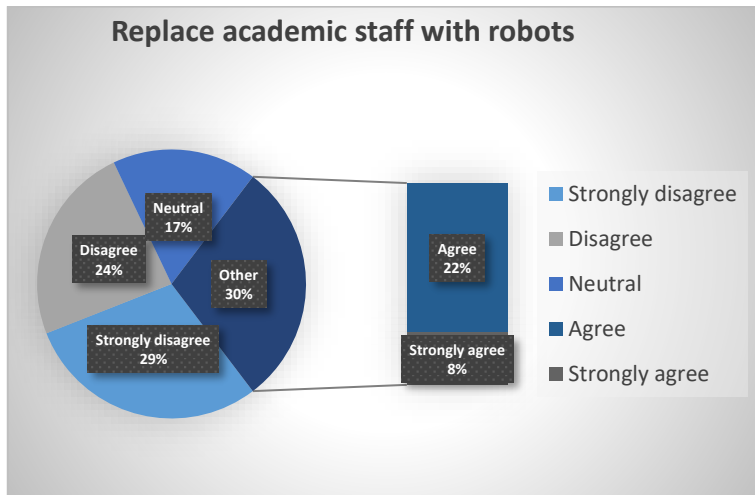 Replace academic staff with robots
Neutral
17%
Disagree
24%
Other
30%
Strongly disagree
29%
Agree
22%
Strongly agree
8%
Strongly disagree
Disagree
Neutral
Agree
Strongly agree